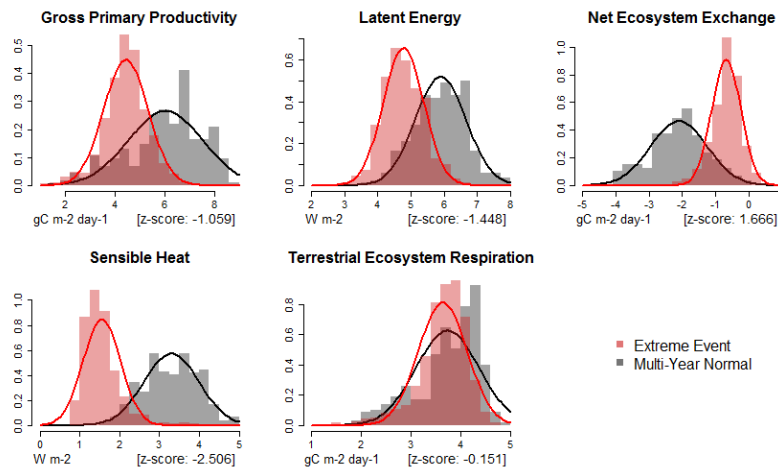 Gross Primary Productivity
0.0 0.1 0.2 0.3 0.4 0.5
2 4 6 8
gC m-2 day-1 [z-score: -1.059]
Latent Energy
0.0 0.2 0.4 0.6
2 3 4 5 6 7 8
W m-2 [z-score: -1.448]
Net Ecosystem Exchange
0.0 0.2 0.4 0.6 0.8 1.0
-5 -4 -3 -2 -1 0
gC m-2 day-1 [z-score: 1.666]
Sensible Heat
0.0 0.2 0.4 0.6 0.8 1.0
0 1 2 3 4 5
W m-2 [z-score: -2.506]
Terrestrial Ecosystem Respiration
0.0 0.2 0.4 0.6 0.8
1 2 3 4 5
gC m-2 day-1 [z-score: -0.151]
Extreme Event
Multi-Year Normal